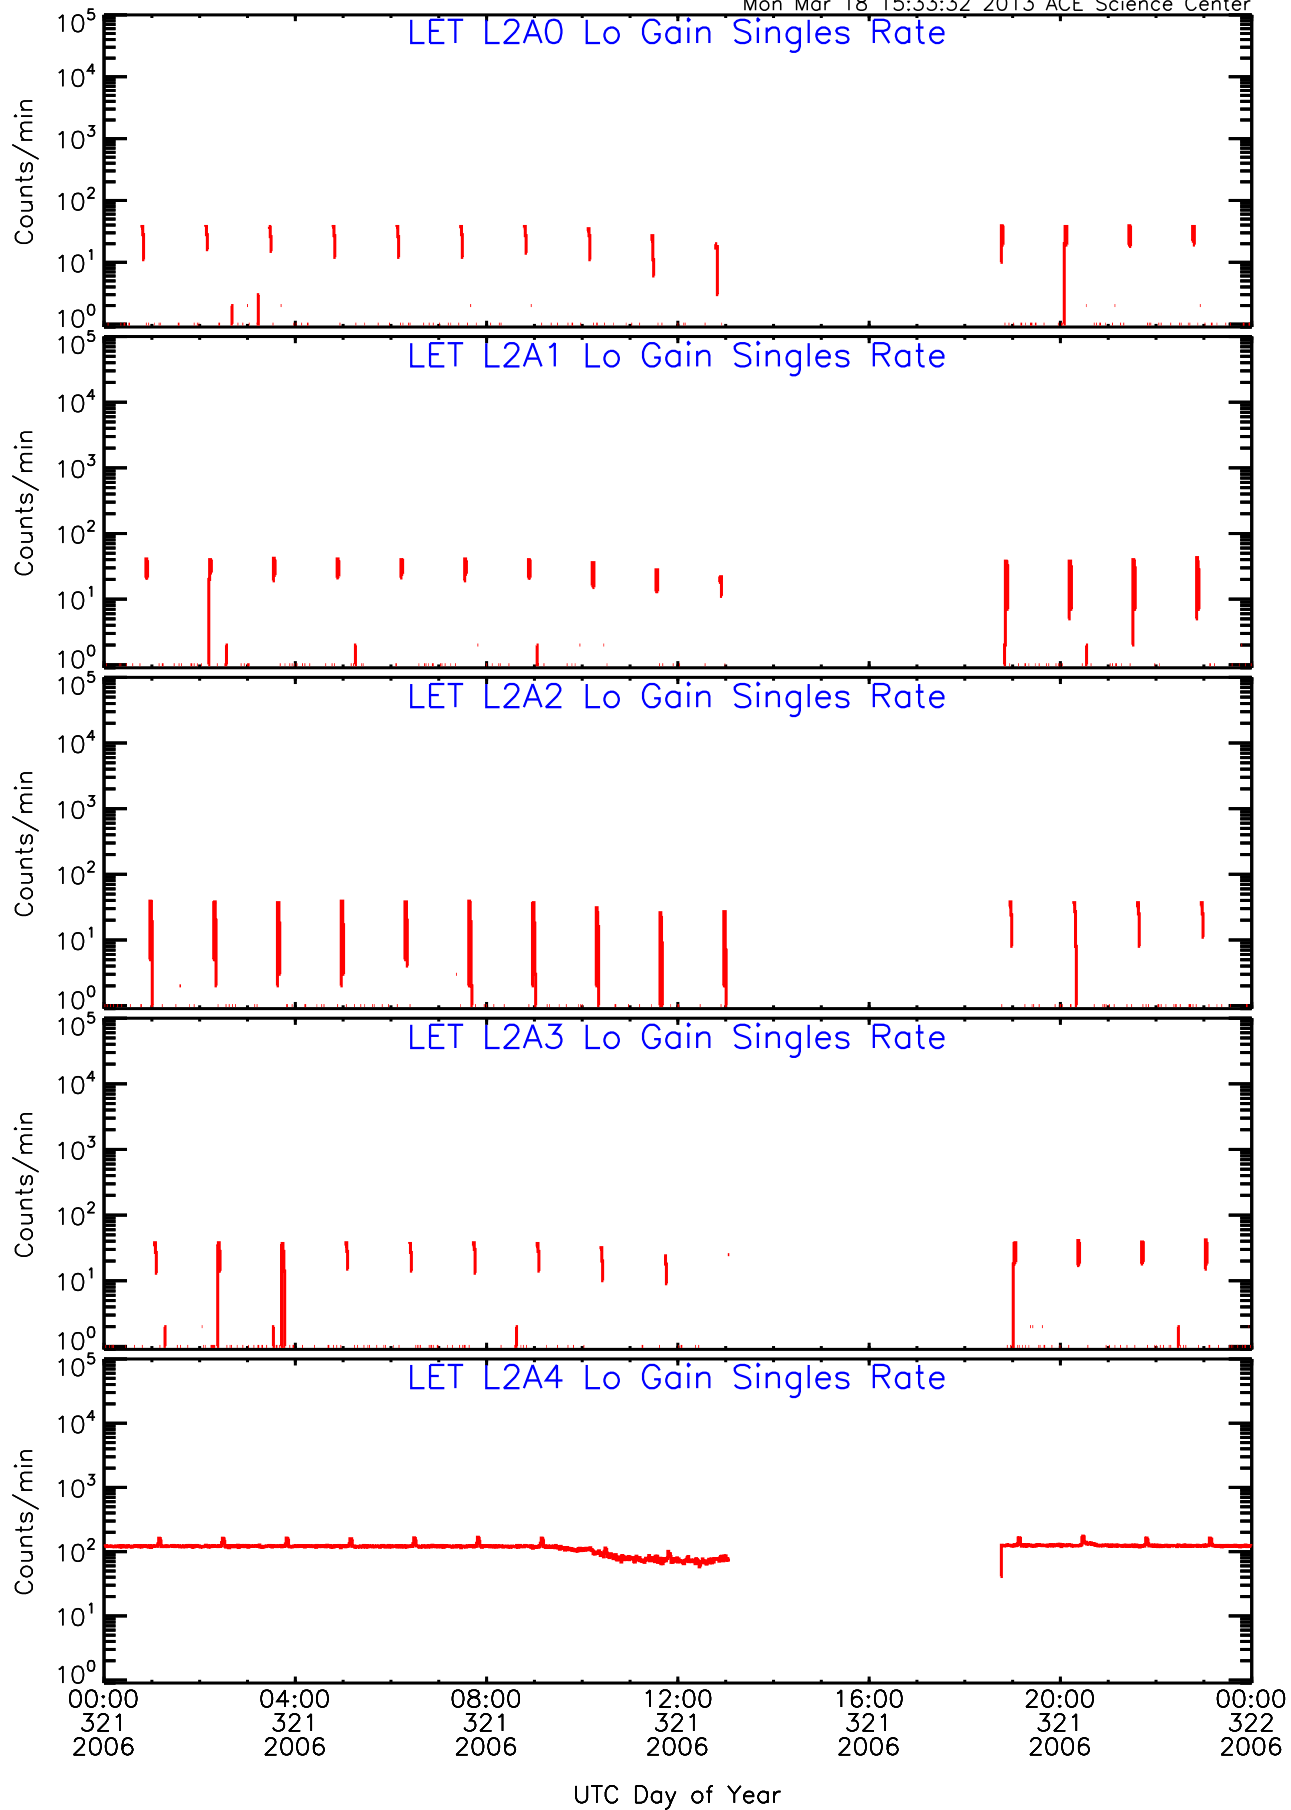 Mon Mar 18 15:33:32 2013 ACE Science Center
LET L2A0 Lo Gain Singles Rate
10^5
10^4
10^3
10^2
10^1
10^0
Counts/min
LET L2A1 Lo Gain Singles Rate
10^5
10^4
10^3
10^2
10^1
10^0
Counts/min
LET L2A2 Lo Gain Singles Rate
10^5
10^4
10^3
10^2
10^1
10^0
Counts/min
LET L2A3 Lo Gain Singles Rate
10^5
10^4
10^3
10^2
10^1
10^0
Counts/min
LET L2A4 Lo Gain Singles Rate
10^5
10^4
10^3
10^2
10^1
10^0
Counts/min
00:00 04:00 08:00 12:00 16:00 20:00 00:00
321 321 321 321 321 321 322
2006 2006 2006 2006 2006 2006 2006
UTC Day of Year